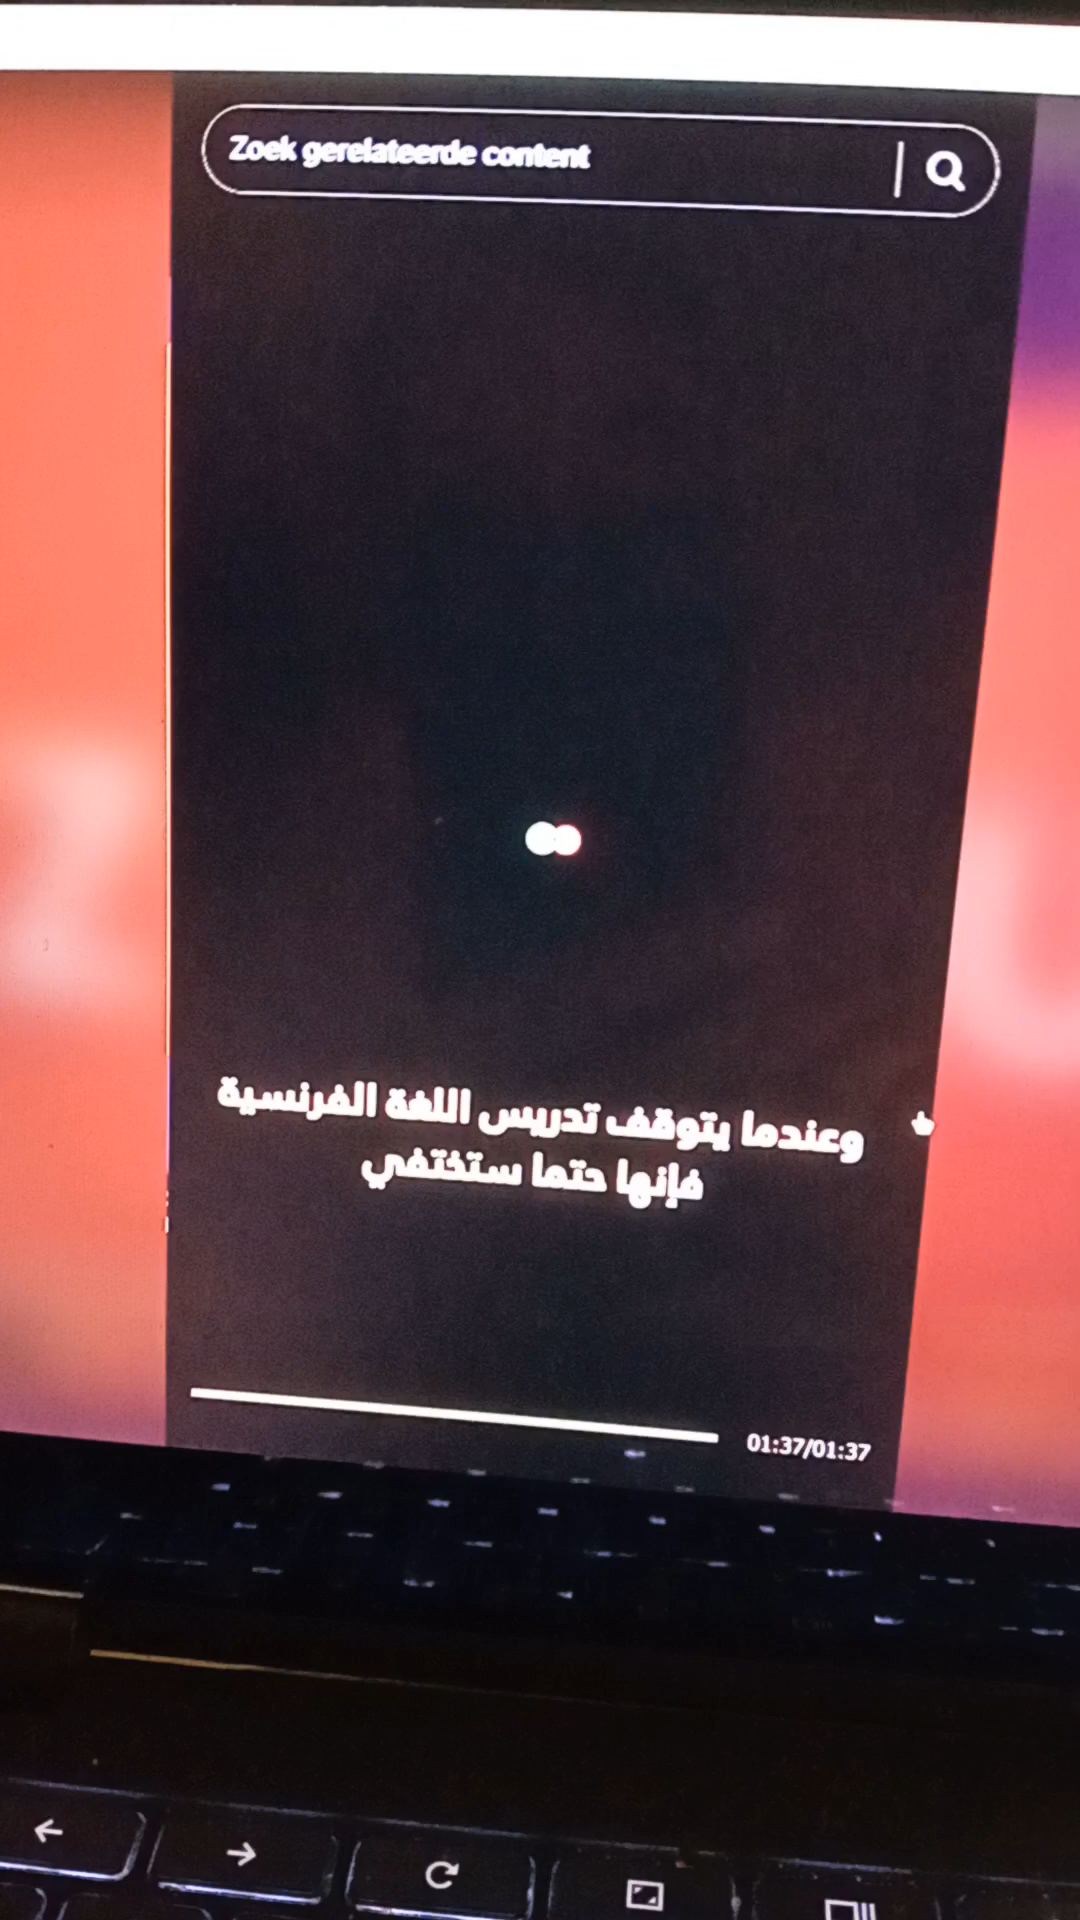 Zoek gerelateerde content
وعندما يتوقف تدريس اللغة الفرنسية
فإنها حتما ستختفي
01:37/01:37